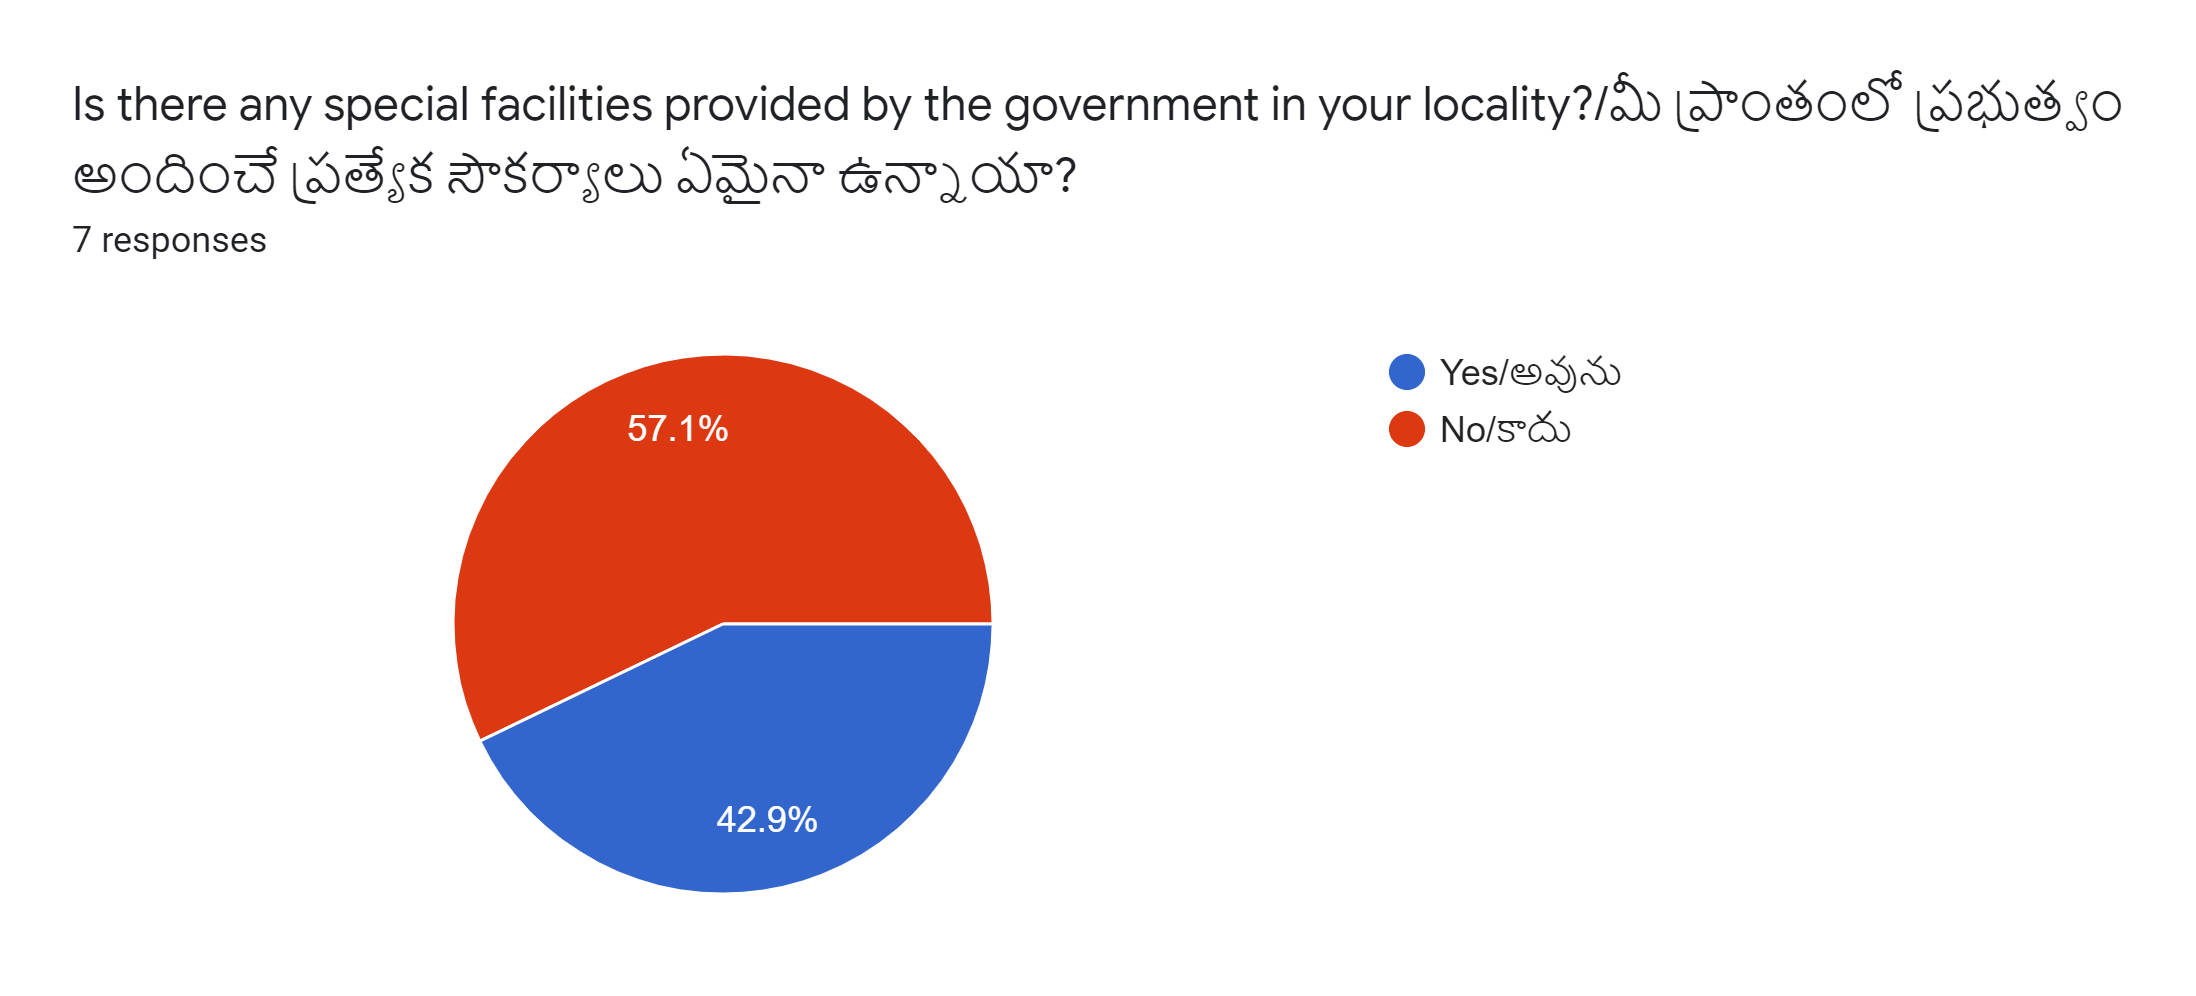 Is there any special facilities provided by the government in your locality?/మీ ప్రాంతంలో ప్రభుత్వం
అందించే ప్రత్యేక సౌకర్యాలు ఏమైనా ఉన్నాయా?
7 responses
Yes/అవును
No/కాదు
57.1%
42.9%